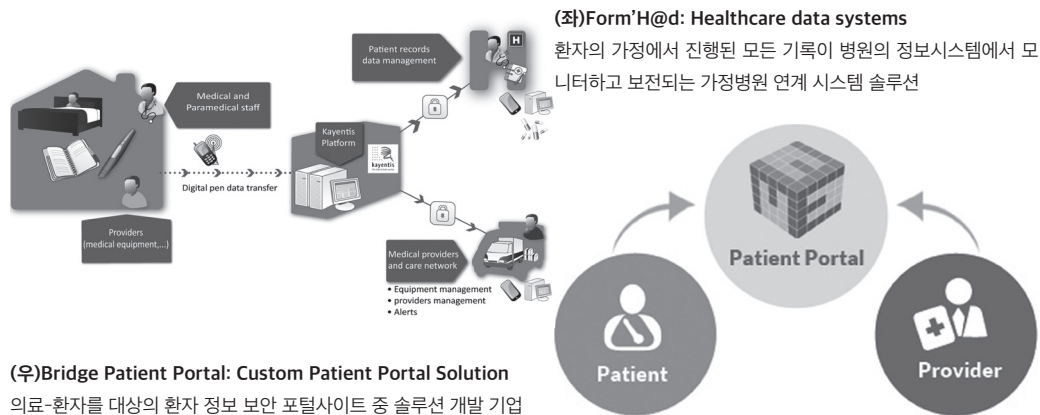 (좌)Form’H@d: Healthcare data systems
환자의 가정에서 진행된 모든 기록이 병원의 정보시스템에서 모
니터하고 보전되는 가정병원 연계 시스템 솔루션
Patient records
data management
H
Medical and
Paramedical staff
Kayentis
Platform
kayentis
Digital pen data transfer
Providers
(medical equipment,...)
Medical providers
and care network
• Equipment management
• providers management
• Alerts
Patient Portal
Patient
Provider
(우)Bridge Patient Portal: Custom Patient Portal Solution
의료-환자를 대상의 환자 정보 보안 포털사이트 중 솔루션 개발 기업